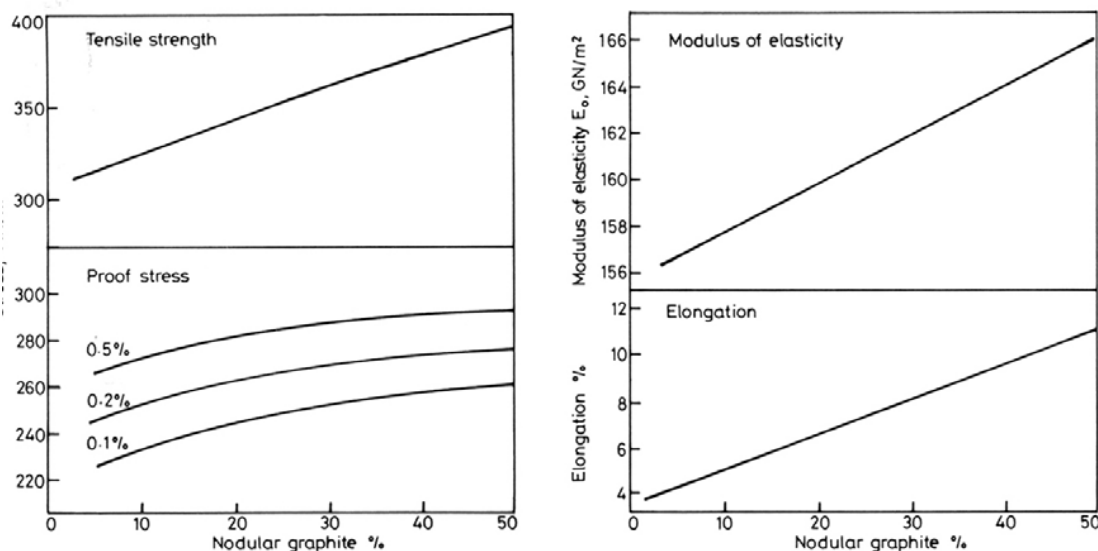 400
Tensile strength
350
300
Proof stress
300
0·5%
280
260
0·2%
240
0·1%
220
0 10 20 30 40 50
Nodular graphite %
166
Modulus of elasticity
164
162
160
158
156
Modulus of elasticity E₀, GN/m²
12
Elongation
10
8
6
4
Elongation %
0 10 20 30 40 50
Nodular graphite %